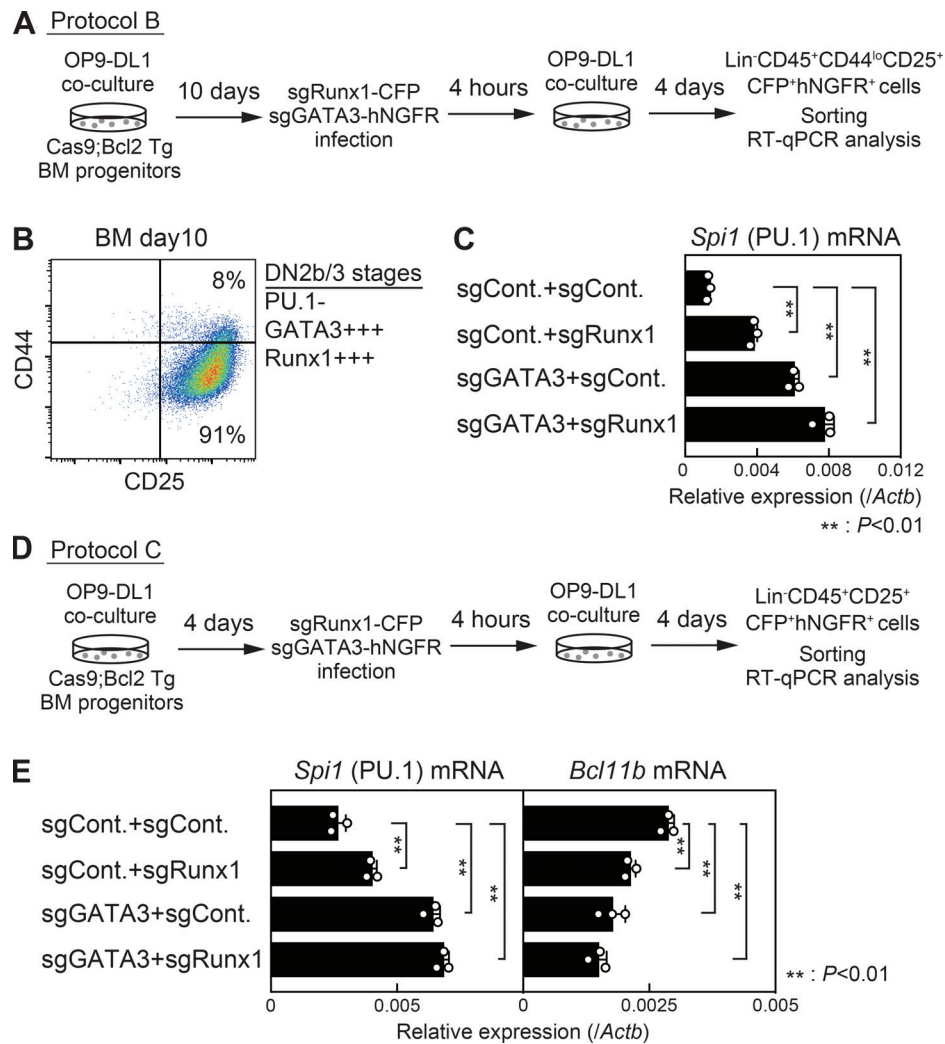 A Protocol B
OP9-DL1
co-culture
Cas9;Bcl2 Tg
BM progenitors
10 days
sgRunx1-CFP
sgGATA3-hNGFR
infection
4 hours
OP9-DL1
co-culture
4 days
Lin⁻CD45⁺CD44ˡᵒCD25⁺
CFP⁺hNGFR⁺ cells
Sorting
RT-qPCR analysis
B
BM day10
CD44
8%
91%
CD25
DN2b/3 stages
PU.1-
GATA3+++
Runx1+++
C
Spi1 (PU.1) mRNA
sgCont.+sgCont.
sgCont.+sgRunx1
sgGATA3+sgCont.
sgGATA3+sgRunx1
**
**
**
0 0.004 0.008 0.012
Relative expression (/Actb)
** : P<0.01
D Protocol C
OP9-DL1
co-culture
Cas9;Bcl2 Tg
BM progenitors
4 days
sgRunx1-CFP
sgGATA3-hNGFR
infection
4 hours
OP9-DL1
co-culture
4 days
Lin⁻CD45⁺CD25⁺
CFP⁺hNGFR⁺ cells
Sorting
RT-qPCR analysis
E
Spi1 (PU.1) mRNA
Bcl11b mRNA
sgCont.+sgCont.
sgCont.+sgRunx1
sgGATA3+sgCont.
sgGATA3+sgRunx1
**
**
**
**
**
**
0 0.005 0 0.0025 0.005
Relative expression (/Actb)
** : P<0.01